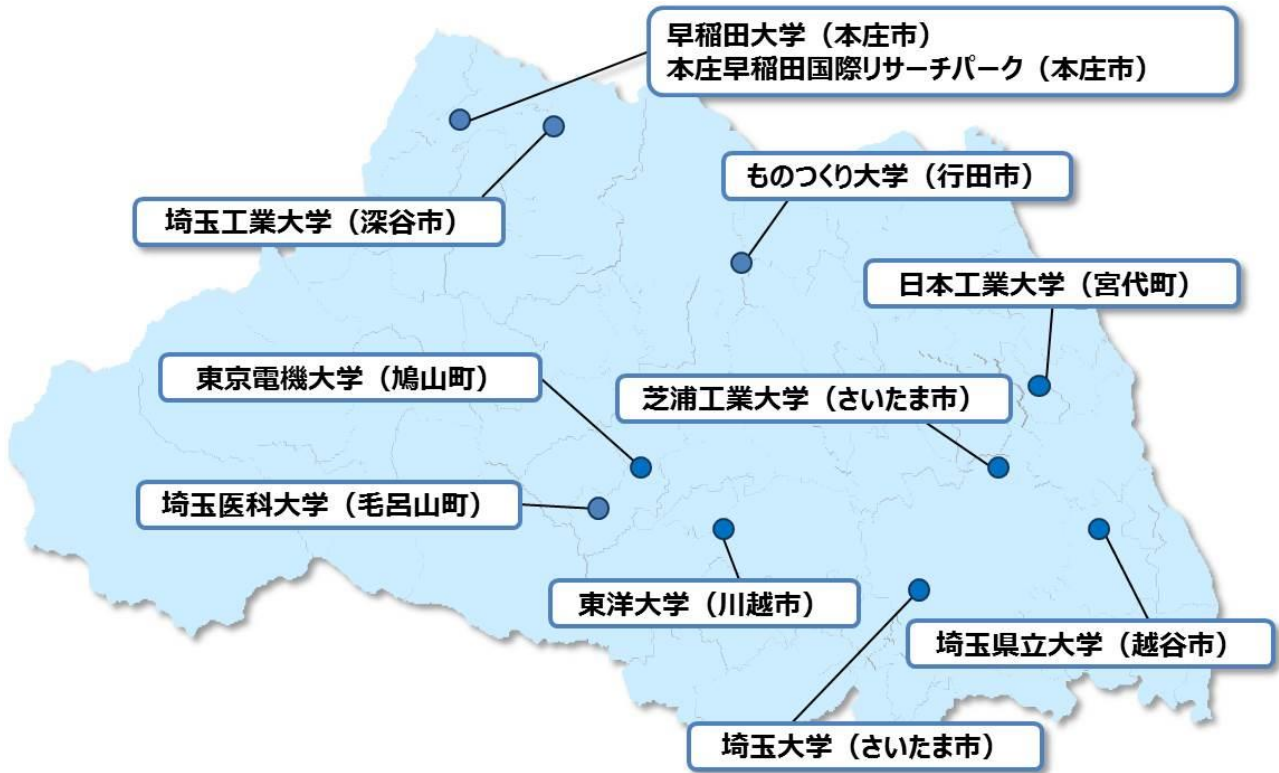 早稲田大学（本庄市）
本庄早稲田国際リサーチパーク（本庄市）
ものつくり大学（行田市）
埼玉工業大学（深谷市）
日本工業大学（宮代町）
東京電機大学（鳩山町）
芝浦工業大学（さいたま市）
埼玉医科大学（毛呂山町）
東洋大学（川越市）
埼玉県立大学（越谷市）
埼玉大学（さいたま市）